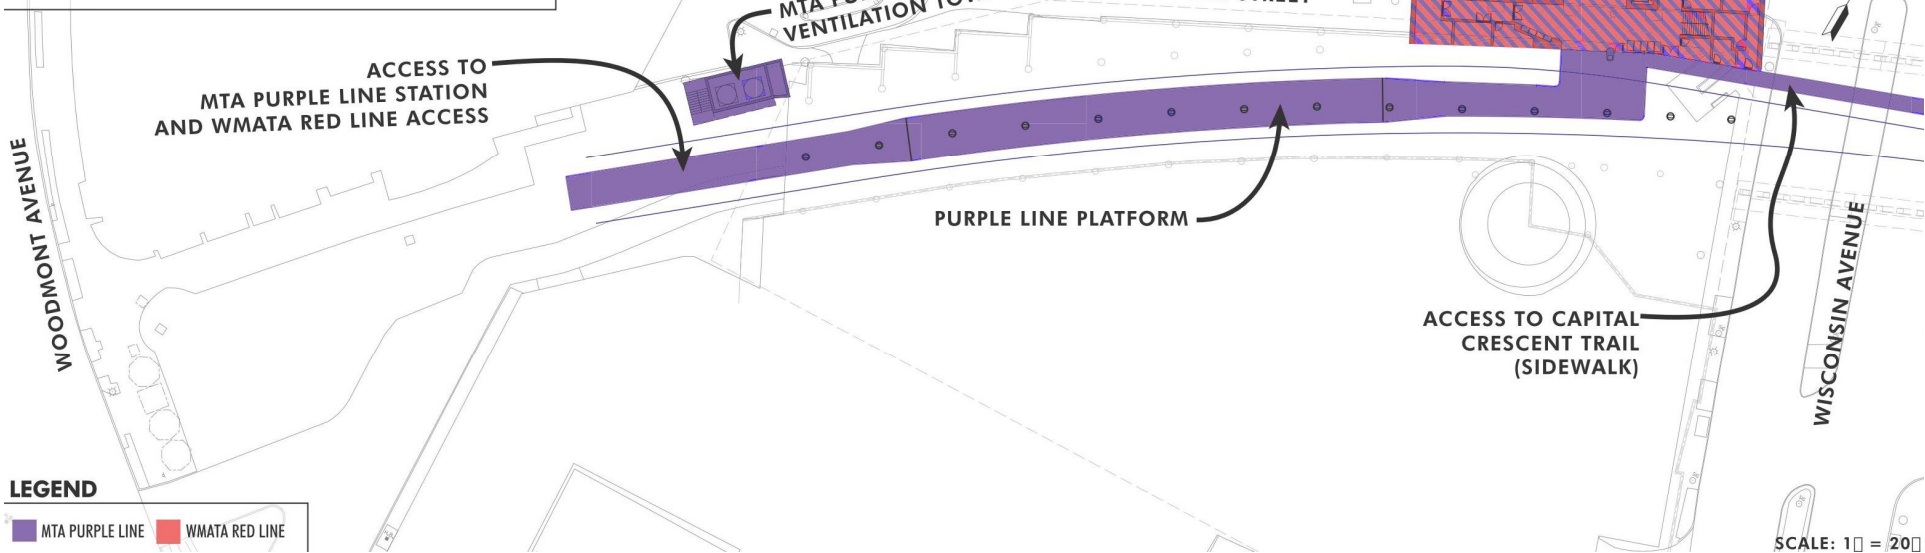 MTA
VENTILATION
ACCESS TO
MTA PURPLE LINE STATION
AND WMATA RED LINE ACCESS
WOODMONT AVENUE
PURPLE LINE PLATFORM
ACCESS TO CAPITAL
CRESCENT TRAIL
(SIDEWALK)
WISCONSIN AVENUE
LEGEND
MTA PURPLE LINE
WMATA RED LINE
SCALE: 1▯ = 20▯